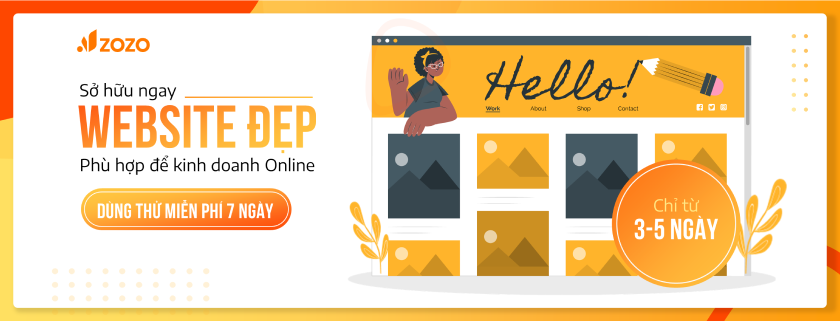 ZOZO
Sở hữu ngay
WEBSITE ĐẸP
Phù hợp để kinh doanh Online
DÙNG THỬ MIỄN PHÍ 7 NGÀY
Hello!
Work About Shop Contact
Chỉ từ
3-5 NGÀY